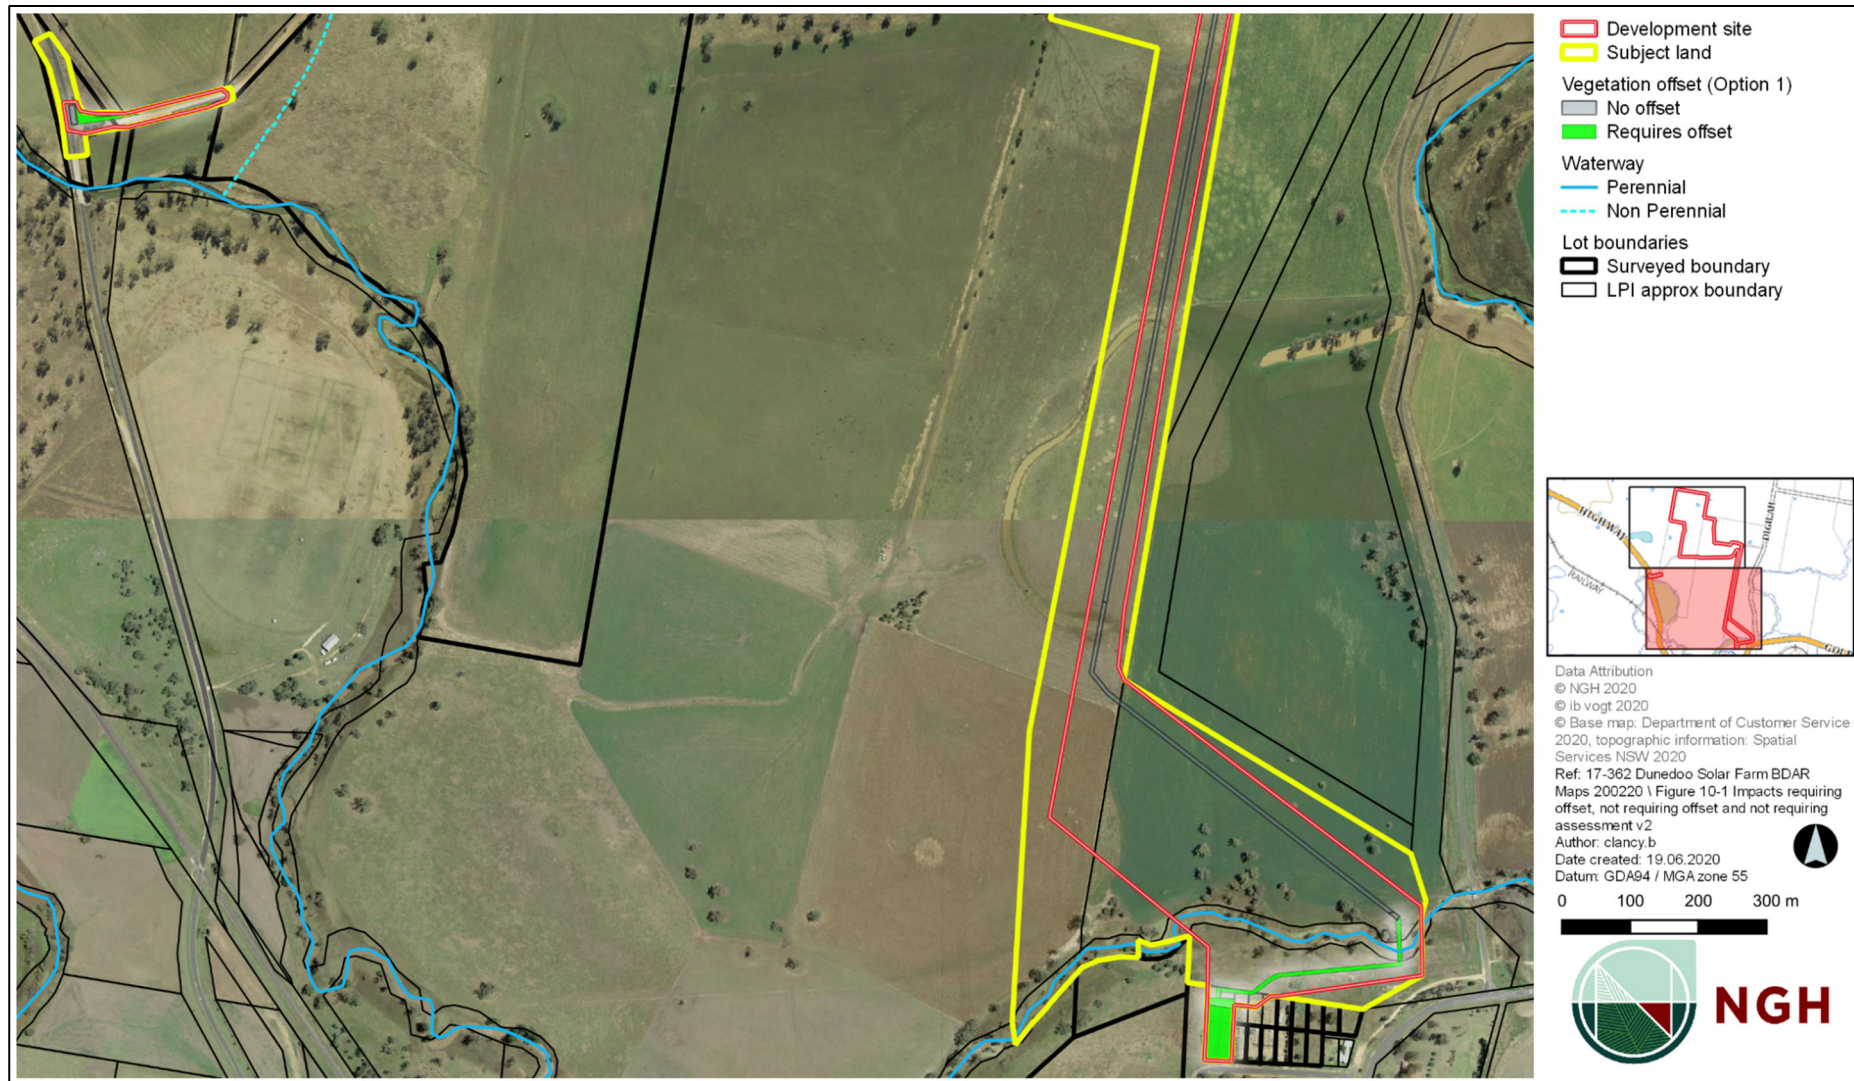 Development site
Subject land
Vegetation offset (Option 1)
No offset
Requires offset
Waterway
Perennial
Non Perennial
Lot boundaries
Surveyed boundary
LPI approx boundary
HIGHWAY
DIGILAH
RAILWAY
GOL
Data Attribution
© NGH 2020
© ib vogt 2020
© Base map: Department of Customer Service
2020, topographic information: Spatial
Services NSW 2020
Ref: 17-362 Dunedoo Solar Farm BDAR
Maps 200220 \ Figure 10-1 Impacts requiring
offset, not requiring offset and not requiring
assessment v2
Author: clancy.b
Date created: 19.06.2020
Datum: GDA94 / MGA zone 55
0 100 200 300 m
NGH